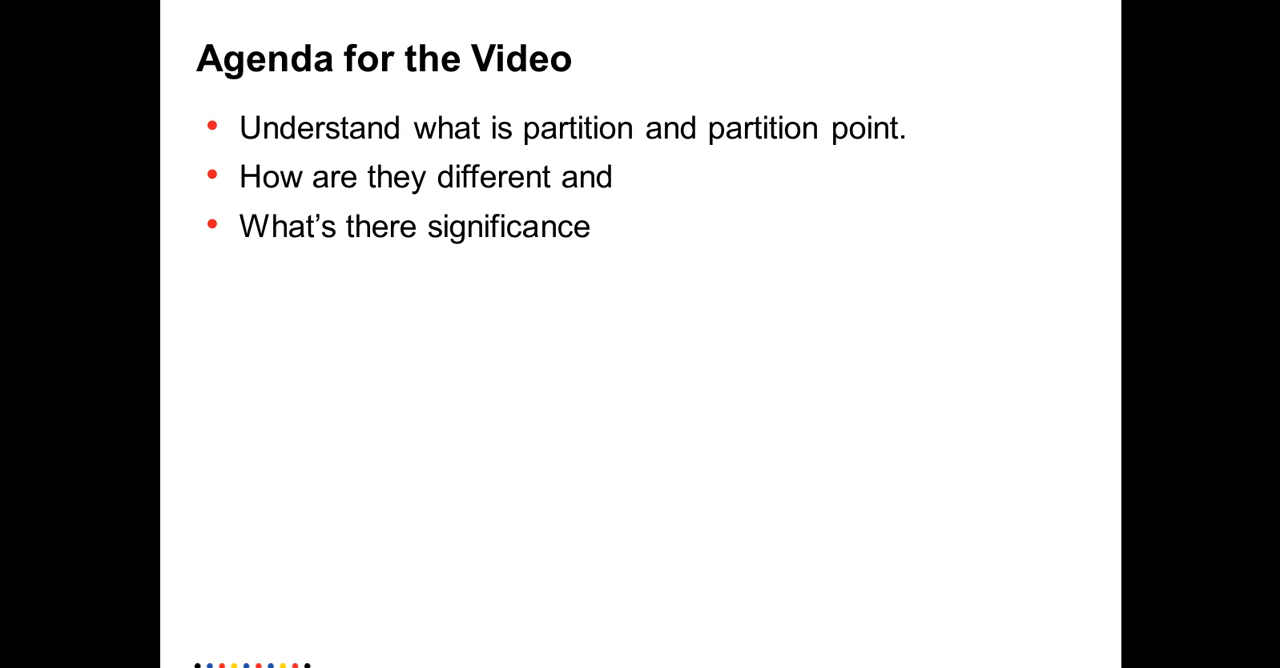 Agenda for the Video
• Understand what is partition and partition point.
• How are they different and
• What’s there significance